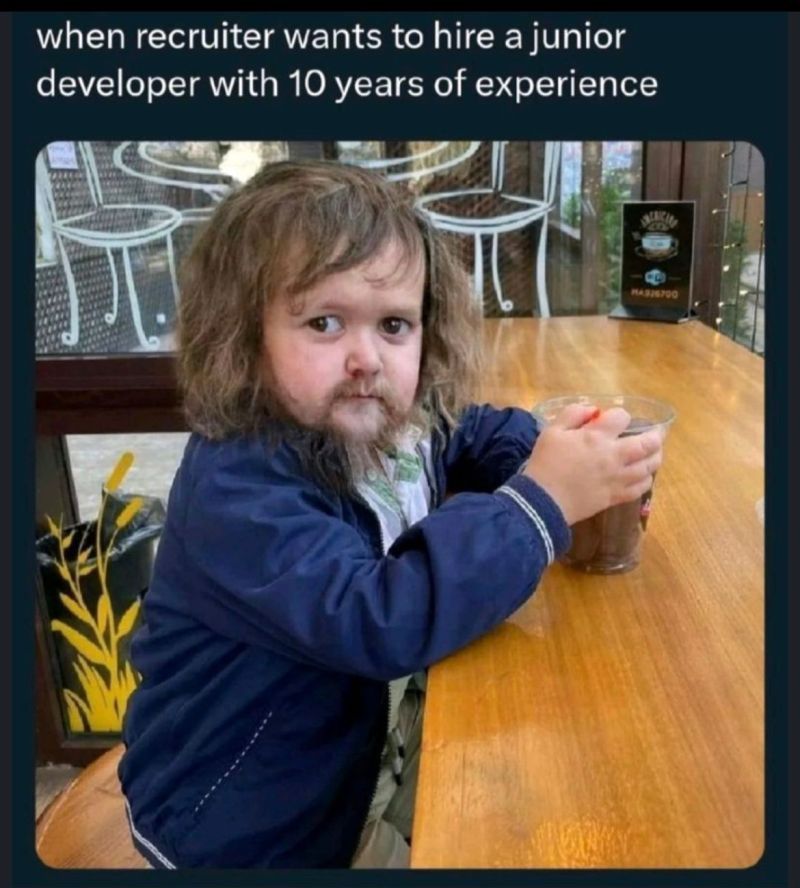 when recruiter wants to hire a junior
developer with 10 years of experience